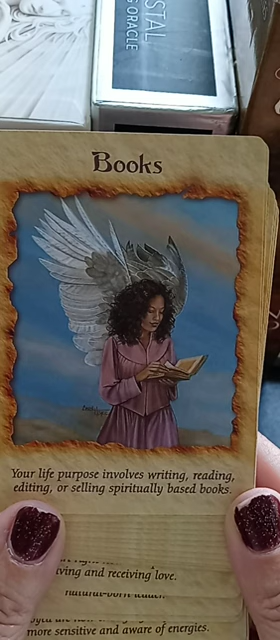 STAL
G ORACLE
Books
Your life purpose involves writing, reading,
editing, or selling spiritually based books.
ving and receiving love.
natural-born leader.
more sensitive and aware of energies.